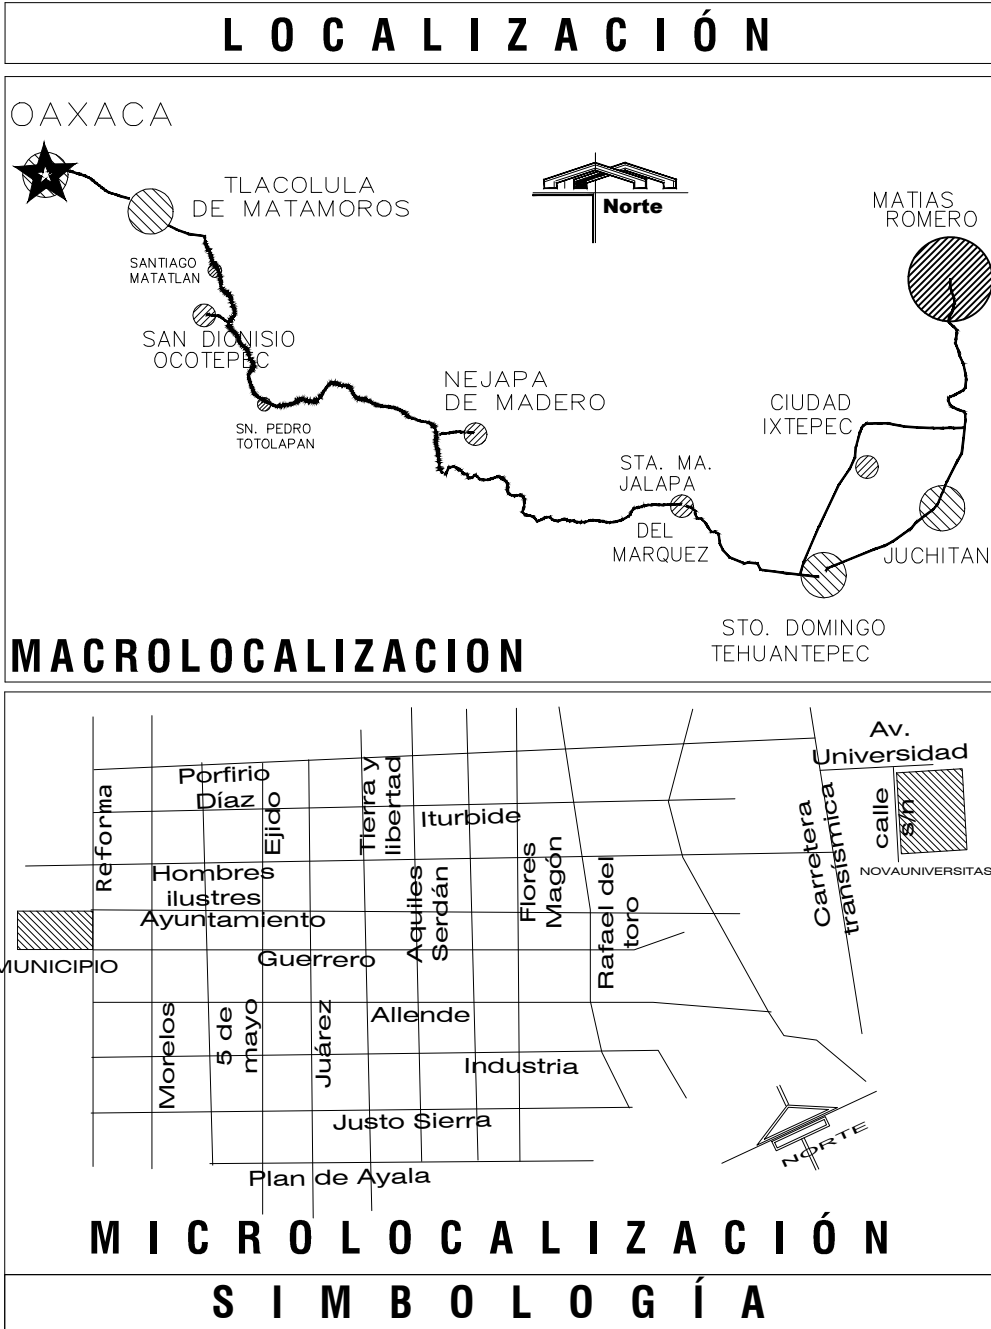 LOCALIZACIÓN
OAXACA
TLACOLULA
DE MATAMOROS
Norte
MATIAS
ROMERO
SANTIAGO
MATATLAN
SAN DIONISIO
OCOTEPEC
NEJAPA
DE MADERO
CIUDAD
IXTEPEC
SN. PEDRO
TOTOLAPAN
STA. MA.
JALAPA
DEL
MARQUEZ
JUCHITAN
STO. DOMINGO
TEHUANTEPEC
MACROLOCALIZACION
Av.
Universidad
Porfirio
Díaz
Reforma
Ejido
Tierra y
libertad
Iturbide
Carretera
transísmica
calle
s/n
NOVAUNIVERSITAS
Hombres
ilustres
Ayuntamiento
Aquiles
Serdán
Flores
Magón
Rafael del
toro
MUNICIPIO
Guerrero
Morelos
5 de
mayo
Juárez
Allende
Industria
Justo Sierra
Plan de Ayala
NORTE
MICROLOCALIZACIÓN
SIMBOLOGÍA